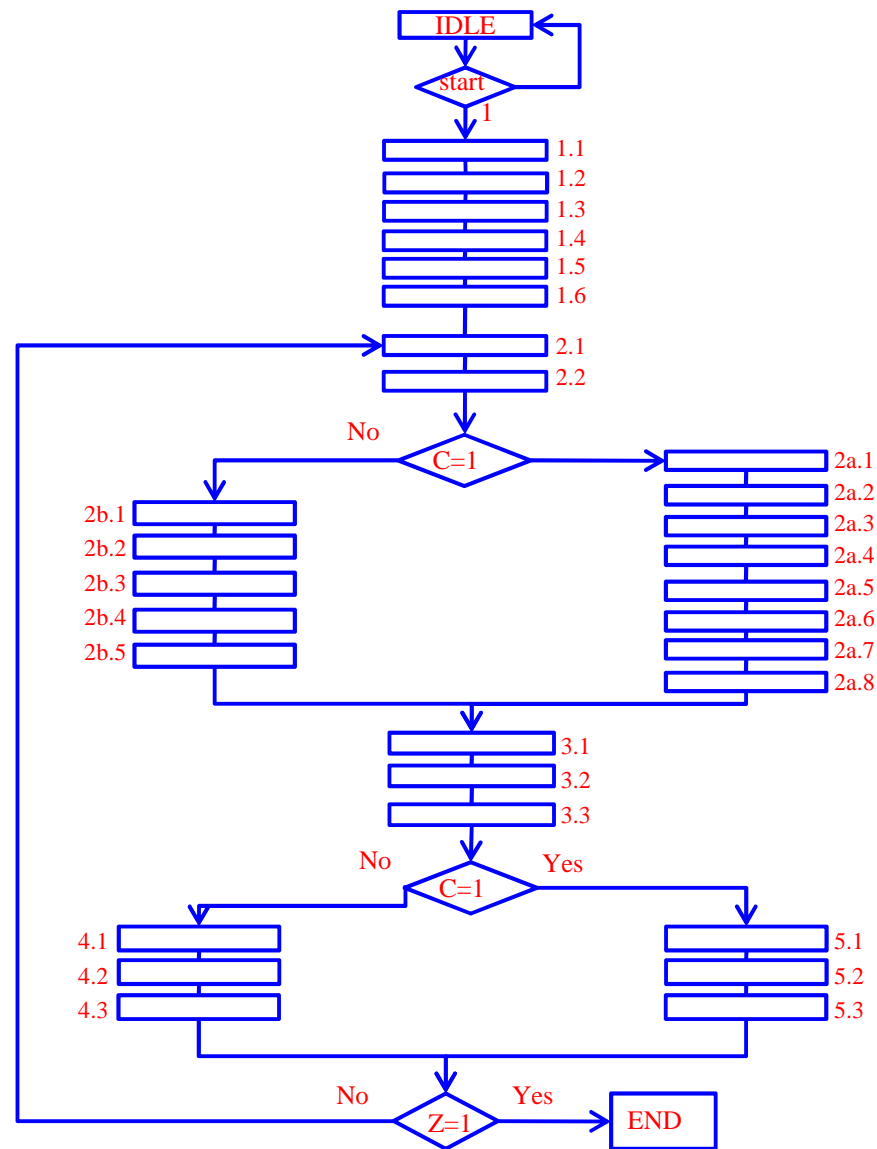 IDLE
start
1
1.1
1.2
1.3
1.4
1.5
1.6
2.1
2.2
No
C=1
2a.1
2a.2
2a.3
2a.4
2a.5
2a.6
2a.7
2a.8
2b.1
2b.2
2b.3
2b.4
2b.5
3.1
3.2
3.3
No
Yes
C=1
4.1
4.2
4.3
5.1
5.2
5.3
No
Yes
Z=1
END